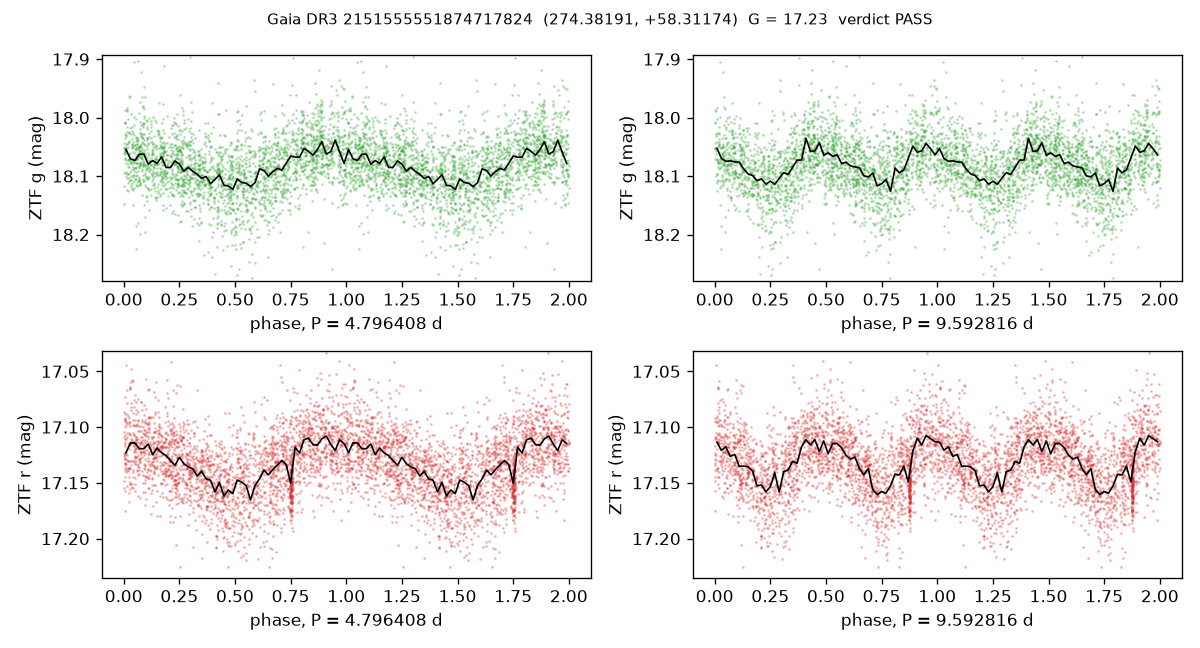 Gaia DR3 2151555551874717824 (274.38191, +58.31174) G = 17.23 verdict PASS
17.9
18.0
18.1
18.2
ZTF g (mag)
0.00 0.25 0.50 0.75 1.00 1.25 1.50 1.75 2.00
phase, P = 4.796408 d
17.9
18.0
18.1
18.2
ZTF g (mag)
0.00 0.25 0.50 0.75 1.00 1.25 1.50 1.75 2.00
phase, P = 9.592816 d
17.05
17.10
17.15
17.20
ZTF r (mag)
0.00 0.25 0.50 0.75 1.00 1.25 1.50 1.75 2.00
phase, P = 4.796408 d
17.05
17.10
17.15
17.20
ZTF r (mag)
0.00 0.25 0.50 0.75 1.00 1.25 1.50 1.75 2.00
phase, P = 9.592816 d